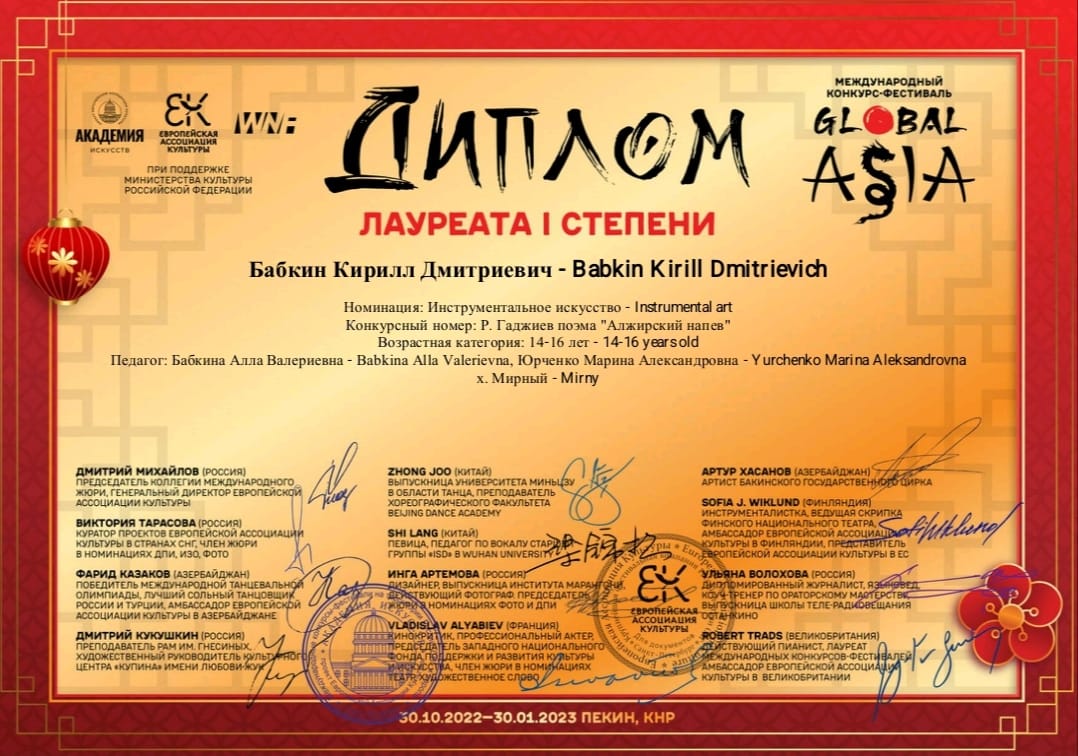 АКАДЕМИЯ
ИСКУССТВ
ЕВРОПЕЙСКАЯ
АССОЦИАЦИЯ
КУЛЬТУРЫ
WNF
ПРИ ПОДДЕРЖКЕ
МИНИСТЕРСТВА КУЛЬТУРЫ
РОССИЙСКОЙ ФЕДЕРАЦИИ
ДИПЛОМ
МЕЖДУНАРОДНЫЙ
КОНКУРС-ФЕСТИВАЛЬ
GLOBAL
ASIA
ЛАУРЕАТА I СТЕПЕНИ
Бабкин Кирилл Дмитриевич - Babkin Kirill Dmitrievich
Номинация: Инструментальное искусство - Instrumental art
Конкурсный номер: Р. Гаджиев поэма "Алжирский напев"
Возрастная категория: 14-16 лет - 14-16 years old
Педагог: Бабкина Алла Валериевна - Babkina Alla Valerievna, Юрченко Марина Александровна - Yurchenko Marina Aleksandrovna
х. Мирный - Mirny
ДМИТРИЙ МИХАЙЛОВ (РОССИЯ)
ПРЕДСЕДАТЕЛЬ КОЛЛЕГИИ МЕЖДУНАРОДНОГО
ЖЮРИ, ГЕНЕРАЛЬНЫЙ ДИРЕКТОР ЕВРОПЕЙСКОЙ
АССОЦИАЦИИ КУЛЬТУРЫ
ВИКТОРИЯ ТАРАСОВА (РОССИЯ)
КУРАТОР ПРОЕКТОВ ЕВРОПЕЙСКОЙ АССОЦИАЦИИ
КУЛЬТУРЫ В СТРАНАХ СНГ, ЧЛЕН ЖЮРИ
В НОМИНАЦИЯХ ДПИ, ИЗО, ФОТО
ФАРИД КАЗАКОВ (АЗЕРБАЙДЖАН)
ПОБЕДИТЕЛЬ МЕЖДУНАРОДНОЙ ТАНЦЕВАЛЬНОЙ
ОЛИМПИАДЫ, ЛУЧШИЙ СОЛЬНЫЙ ТАНЦОВЩИК
РОССИИ И ТУРЦИИ, АМБАССАДОР ЕВРОПЕЙСКОЙ
АССОЦИАЦИИ КУЛЬТУРЫ В АЗЕРБАЙДЖАНЕ
ДМИТРИЙ КУКУШКИН (РОССИЯ)
ПРЕПОДАВАТЕЛЬ РАМ ИМ. ГНЕСИНЫХ,
ХУДОЖЕСТВЕННЫЙ РУКОВОДИТЕЛЬ КУЛЬТУРНОГО
ЦЕНТРА «КУПИНА» ИМЕНИ ЛЮБОВИ ЖУК
ZHONG JOO (КИТАЙ)
ВЫПУСКНИЦА УНИВЕРСИТЕТА МИНЬЦЗУ
В ОБЛАСТИ ТАНЦА, ПРЕПОДАВАТЕЛЬ
ХОРЕОГРАФИЧЕСКОГО ФАКУЛЬТЕТА
BEIJING DANCE ACADEMY
SHI LANG (КИТАЙ)
ПЕВИЦА, ПЕДАГОГ ПО ВОКАЛУ СТАРШЕЙ
ГРУППЫ «ISD» В WUHAN UNIVERSITY
ИНГА АРТЕМОВА (РОССИЯ)
ДИЗАЙНЕР, ВЫПУСКНИЦА ИНСТИТУТА МАРАНГОНИ,
ДЕЙСТВУЮЩИЙ ФОТОГРАФ. ПРЕДСЕДАТЕЛЬ
ЖЮРИ В НОМИНАЦИЯХ ФОТО И ДПИ
VLADISLAV ALYABIEV (ФРАНЦИЯ)
КИНОКРИТИК, ПРОФЕССИОНАЛЬНЫЙ АКТЕР,
ПРЕДСЕДАТЕЛЬ ЗАПАДНОГО НАЦИОНАЛЬНОГО
ФОНДА ПОДДЕРЖКИ И РАЗВИТИЯ КУЛЬТУРЫ
И ИСКУССТВА, ЧЛЕН ЖЮРИ В НОМИНАЦИЯХ
ТЕАТР, ХУДОЖЕСТВЕННОЕ СЛОВО
АРТУР ХАСАНОВ (АЗЕРБАЙДЖАН)
АРТИСТ БАКИНСКОГО ГОСУДАРСТВЕННОГО ЦИРКА
SOFIA J. WIKLUND (ФИНЛЯНДИЯ)
ИНСТРУМЕНТАЛИСТКА, ВЕДУЩАЯ СКРИПКА
ФИНСКОГО НАЦИОНАЛЬНОГО ТЕАТРА,
АМБАССАДОР ЕВРОПЕЙСКОЙ АССОЦИАЦИИ
КУЛЬТУРЫ В ФИНЛЯНДИИ, ПРЕДСТАВИТЕЛЬ
ЕВРОПЕЙСКОЙ АССОЦИАЦИИ КУЛЬТУРЫ В ЕС
УЛЬЯНА ВОЛОХОВА (РОССИЯ)
ДИПЛОМИРОВАННЫЙ ЖУРНАЛИСТ, ЯЗЫКОВЕД,
КОУЧ-ТРЕНЕР ПО ОРАТОРСКОМУ МАСТЕРСТВУ,
ВЫПУСКНИЦА ШКОЛЫ ТЕЛЕ-РАДИОВЕЩАНИЯ
ОСТАНКИНО
ROBERT TRADS (ВЕЛИКОБРИТАНИЯ)
ДЕЙСТВУЮЩИЙ ПИАНИСТ, ЛАУРЕАТ
МЕЖДУНАРОДНЫХ КОНКУРСОВ-ФЕСТИВАЛЕЙ,
АМБАССАДОР ЕВРОПЕЙСКОЙ АССОЦИАЦИИ
КУЛЬТУРЫ В ВЕЛИКОБРИТАНИИ
ЕВРОПЕЙСКАЯ
АССОЦИАЦИЯ
КУЛЬТУРЫ
Для документов
30.10.2022—30.01.2023 ПЕКИН, КНР